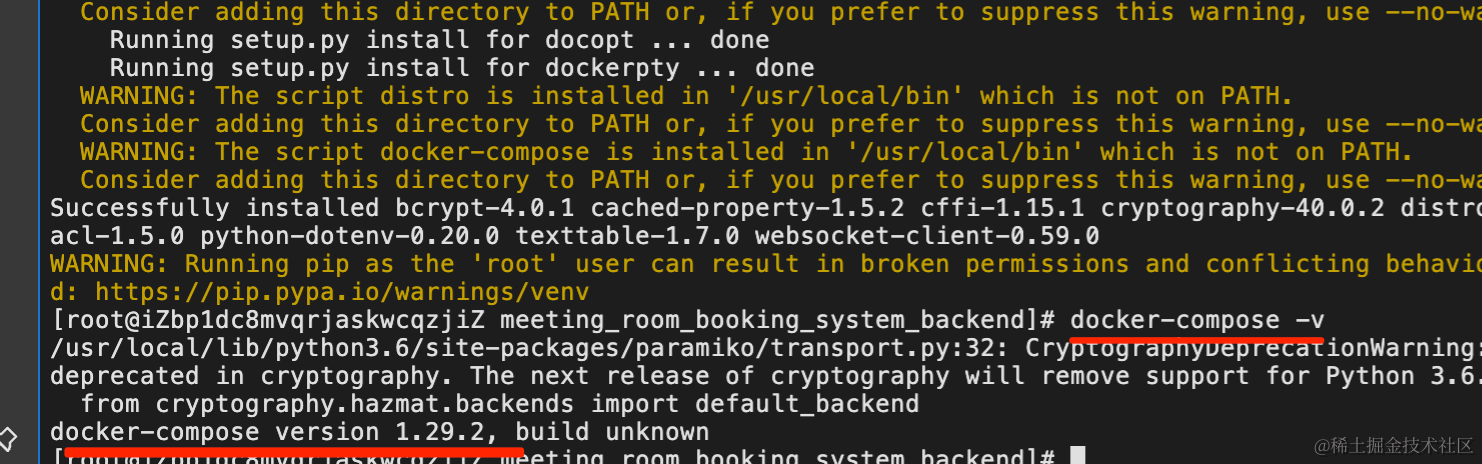 Consider adding this directory to PATH or, if you prefer to suppress this warning, use --no-wa
Running setup.py install for docopt ... done
Running setup.py install for dockerpty ... done
WARNING: The script distro is installed in '/usr/local/bin' which is not on PATH.
Consider adding this directory to PATH or, if you prefer to suppress this warning, use --no-wa
WARNING: The script docker-compose is installed in '/usr/local/bin' which is not on PATH.
Consider adding this directory to PATH or, if you prefer to suppress this warning, use --no-wa
Successfully installed bcrypt-4.0.1 cached-property-1.5.2 cffi-1.15.1 cryptography-40.0.2 distro
acl-1.5.0 python-dotenv-0.20.0 texttable-1.7.0 websocket-client-0.59.0
WARNING: Running pip as the 'root' user can result in broken permissions and conflicting behavio
d: https://pip.pypa.io/warnings/venv
[root@iZbp1dc8mvqrjaskwcqzjiZ meeting_room_booking_system_backend]# docker-compose -v
/usr/local/lib/python3.6/site-packages/paramiko/transport.py:32: CryptographyDeprecationWarning:
deprecated in cryptography. The next release of cryptography will remove support for Python 3.6.
from cryptography.hazmat.backends import default_backend
docker-compose version 1.29.2, build unknown
[root@iZbp1dc8mvqrjaskwcqzjiZ meeting_room_booking_system_backend]#
@稀土掘金技术社区